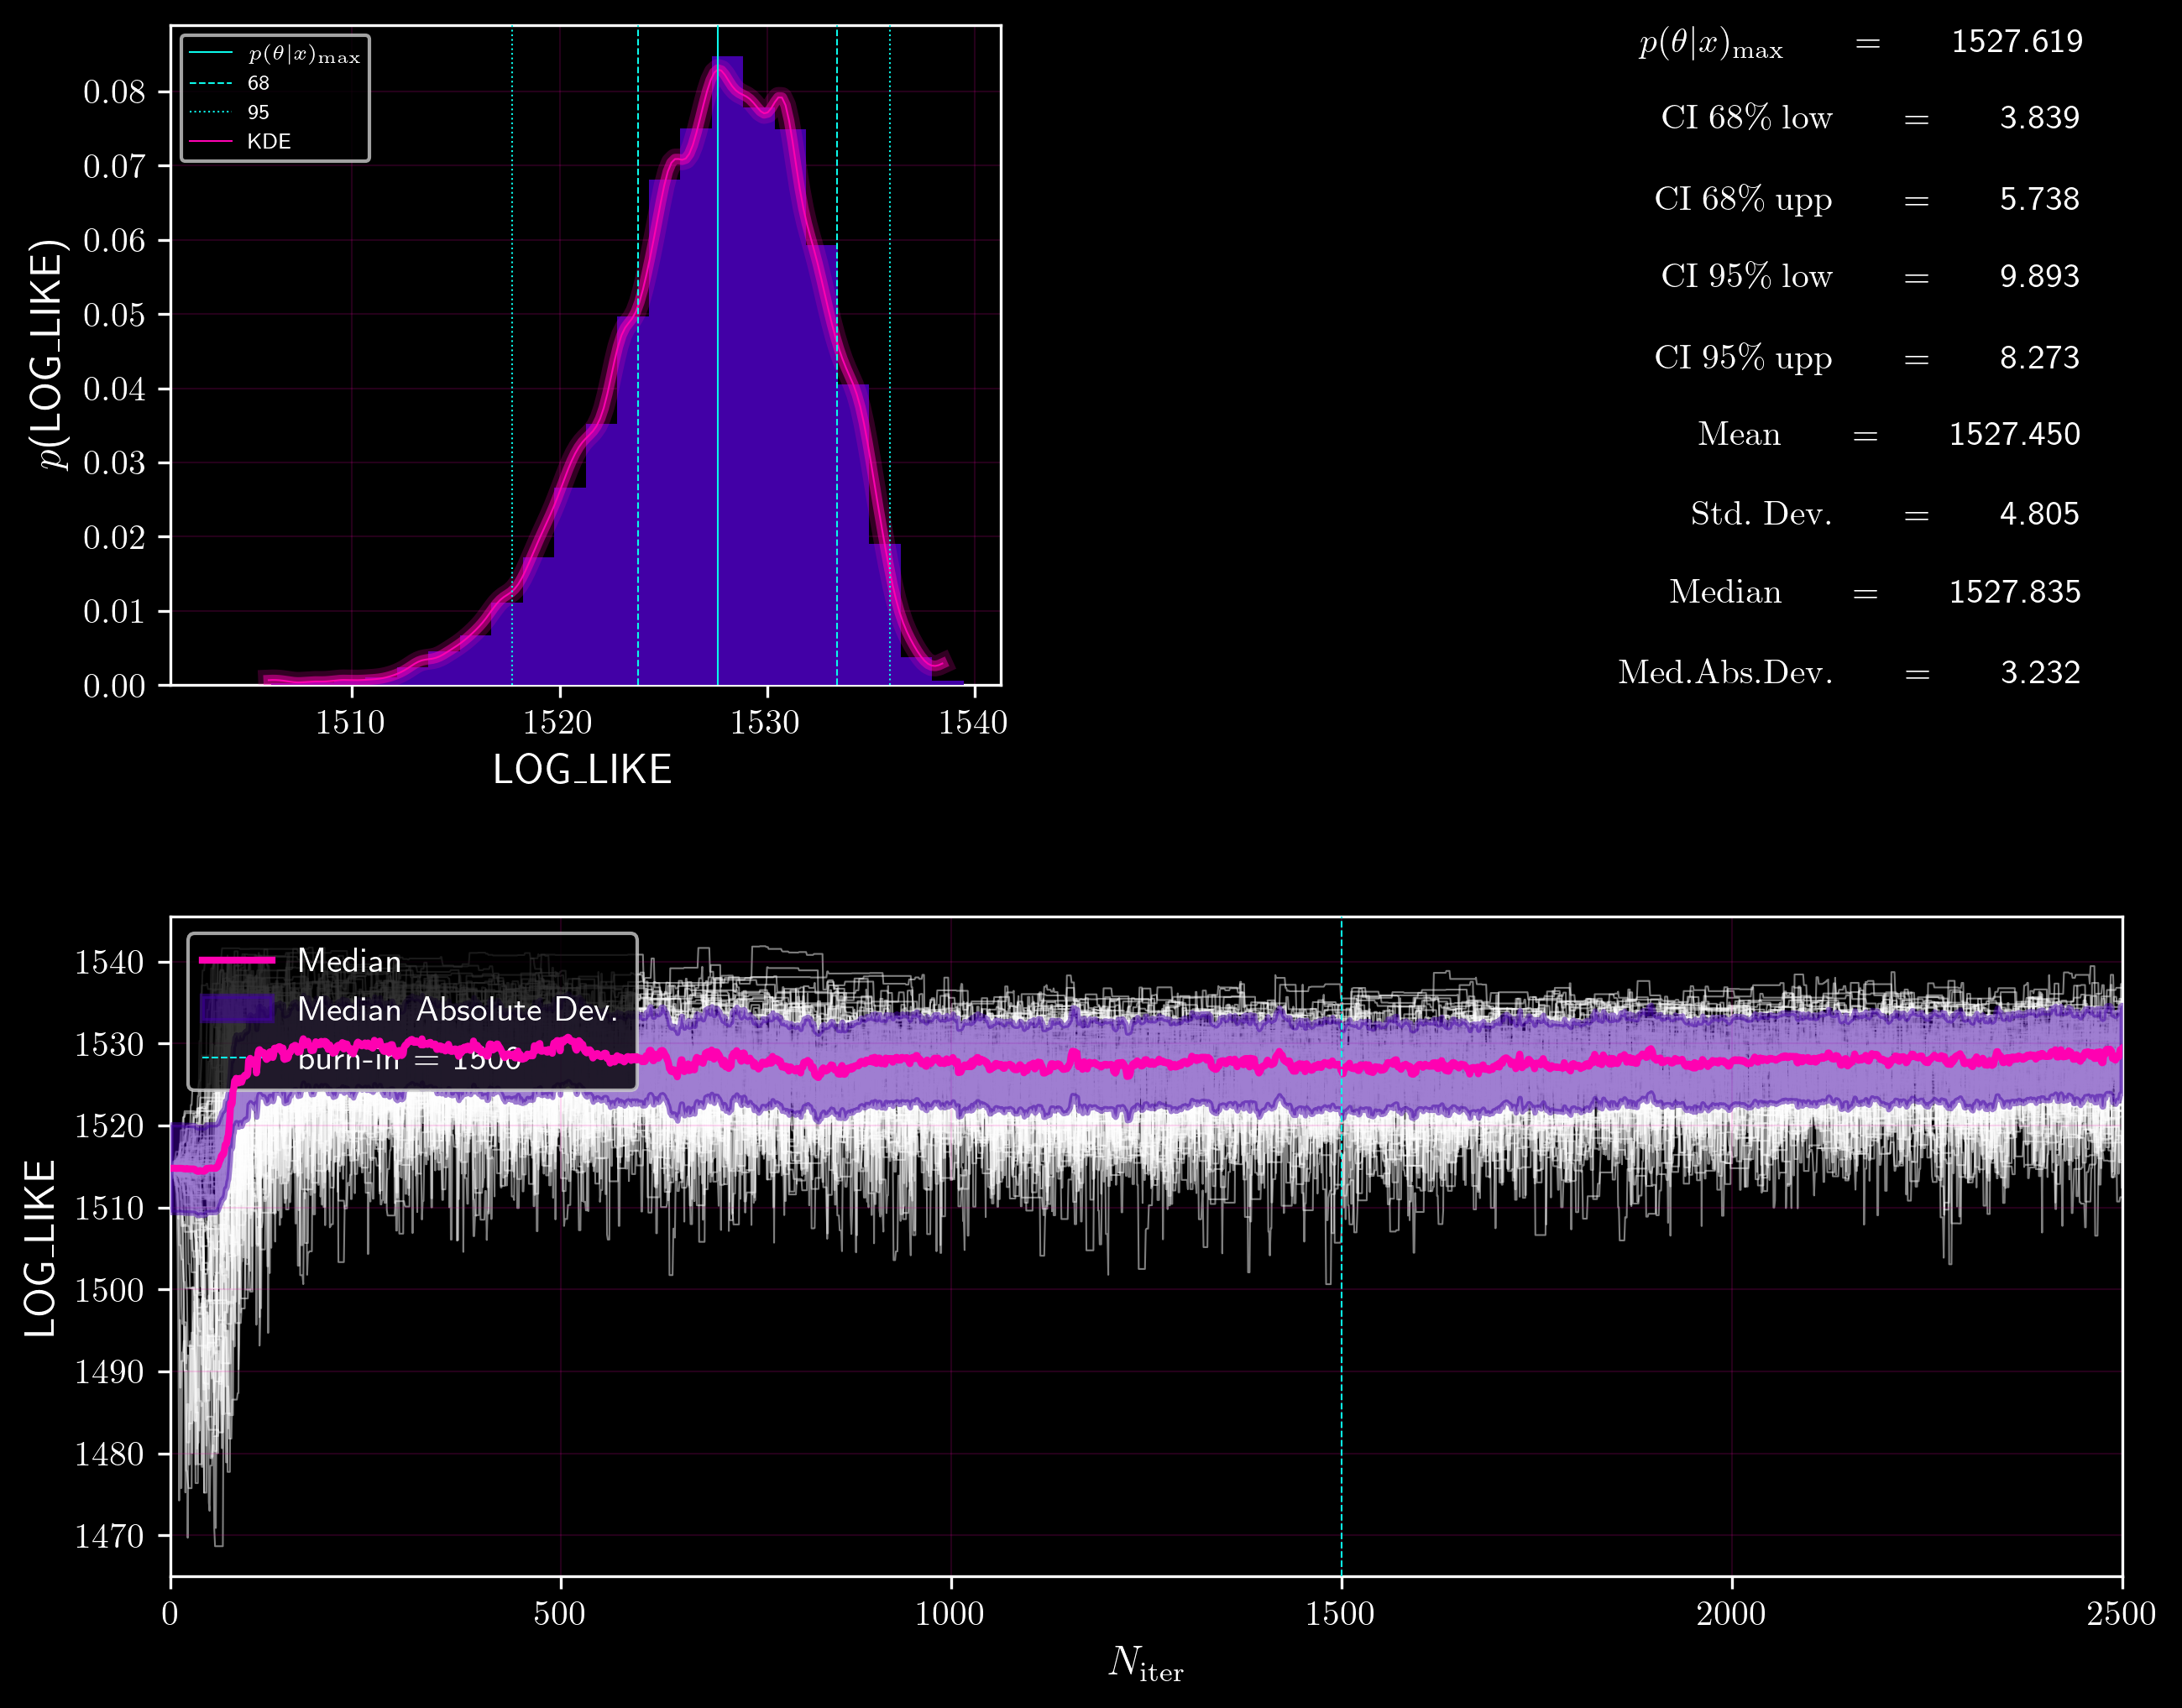 p(θ|x)max
68
95
KDE
0.08
0.07
0.06
0.05
0.04
0.03
0.02
0.01
0.00
p(LOG_LIKE)
1510 1520 1530 1540
LOG_LIKE
p(θ|x)max = 1527.619
CI 68% low = 3.839
CI 68% upp = 5.738
CI 95% low = 9.893
CI 95% upp = 8.273
Mean = 1527.450
Std. Dev. = 4.805
Median = 1527.835
Med.Abs.Dev. = 3.232
Median
Median Absolute Dev.
burn-in = 1500
1540
1530
1520
1510
1500
1490
1480
1470
LOG_LIKE
0 500 1000 1500 2000 2500
Niter